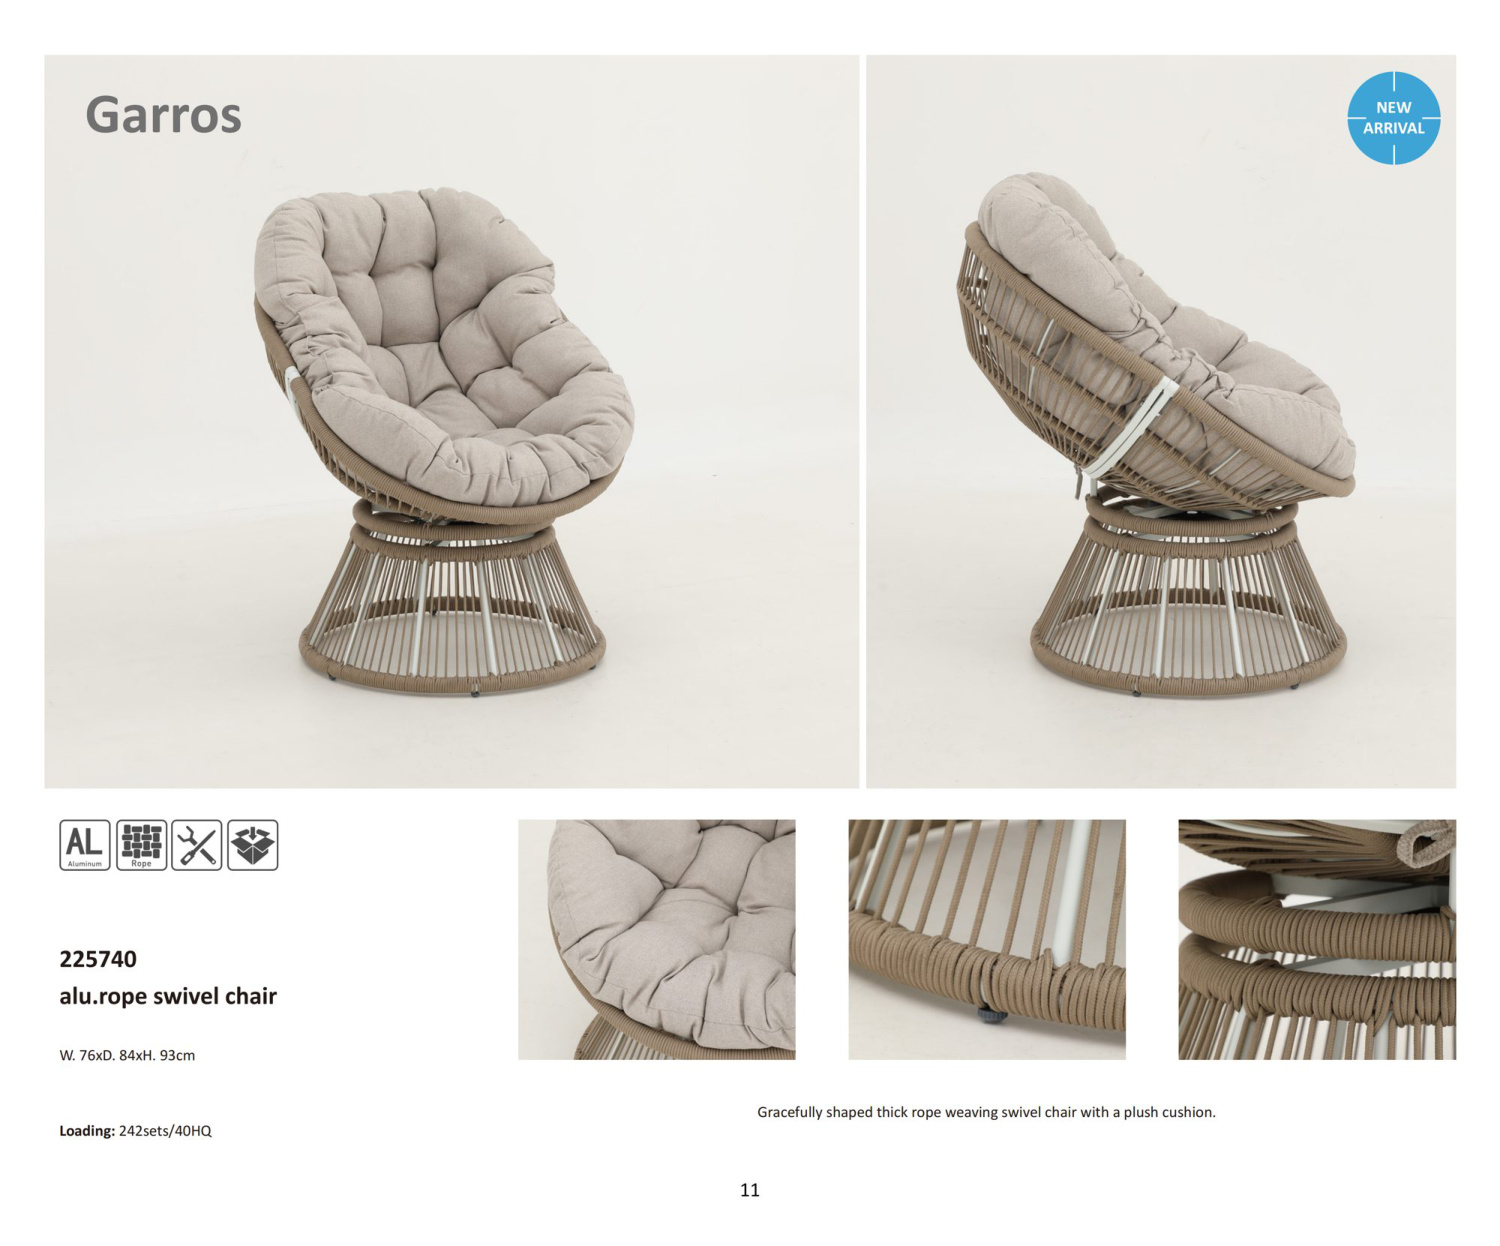 Garros
NEW
ARRIVAL
AL
Aluminum
Rope
225740
alu.rope swivel chair
W. 76xD. 84xH. 93cm
Loading: 242sets/40HQ
Gracefully shaped thick rope weaving swivel chair with a plush cushion.
11